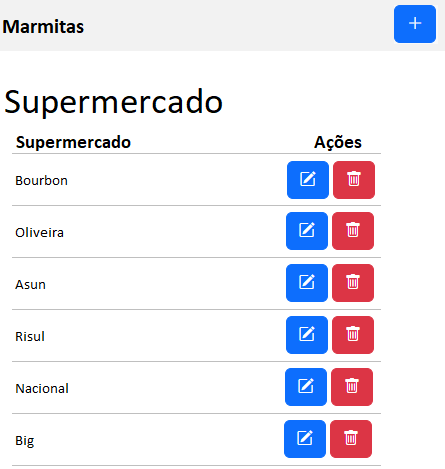 Marmitas
Supermercado
Supermercado Ações
Bourbon
Oliveira
Asun
Risul
Nacional
Big